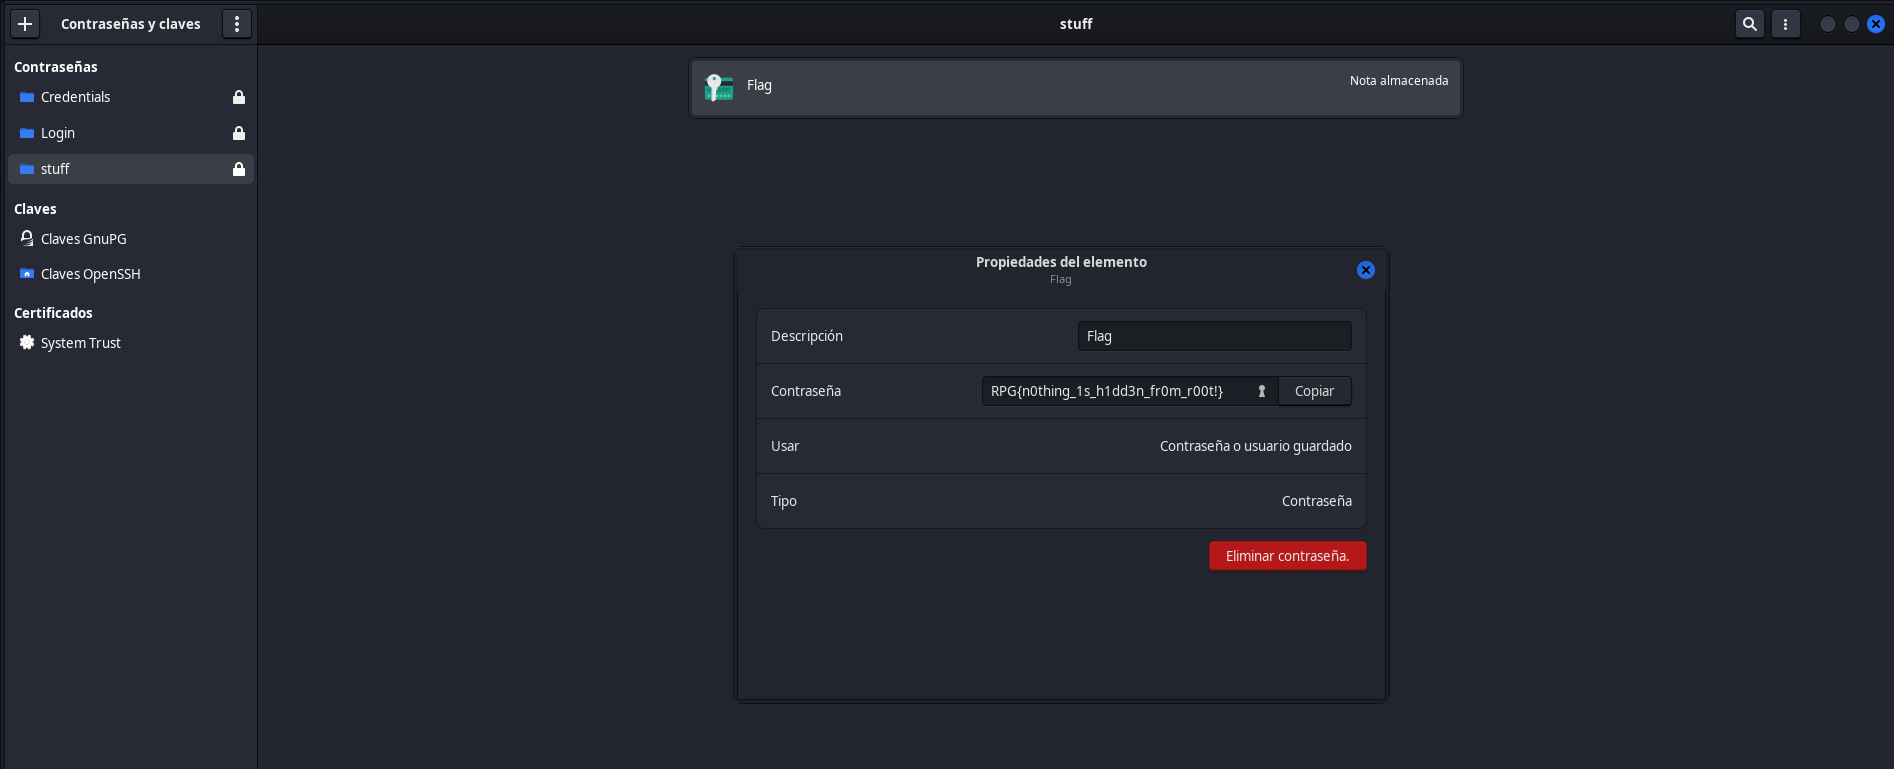 Contraseñas y claves
stuff
Contraseñas
Credentials
Login
stuff
Claves
Claves GnuPG
Claves OpenSSH
Certificados
System Trust
Flag
Nota almacenada
Propiedades del elemento
Flag
Descripción
Flag
Contraseña
RPG{n0thing_1s_h1dd3n_fr0m_r00t!}
Copiar
Usar
Contraseña o usuario guardado
Tipo
Contraseña
Eliminar contraseña.